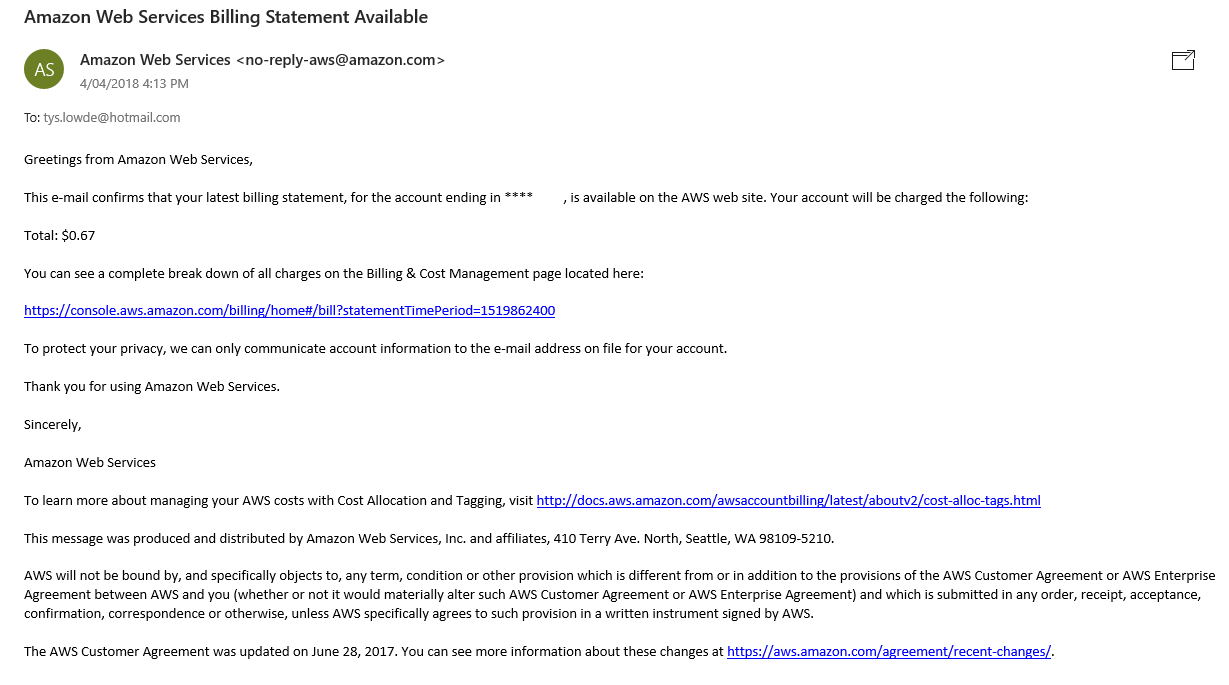 Amazon Web Services Billing Statement Available
AS
Amazon Web Services <no-reply-aws@amazon.com>
4/04/2018 4:13 PM
To: tys.lowde@hotmail.com
Greetings from Amazon Web Services,
This e-mail confirms that your latest billing statement, for the account ending in **** , is available on the AWS web site. Your account will be charged the following:
Total: $0.67
You can see a complete break down of all charges on the Billing & Cost Management page located here:
https://console.aws.amazon.com/billing/home#/bill?statementTimePeriod=1519862400
To protect your privacy, we can only communicate account information to the e-mail address on file for your account.
Thank you for using Amazon Web Services.
Sincerely,
Amazon Web Services
To learn more about managing your AWS costs with Cost Allocation and Tagging, visit http://docs.aws.amazon.com/awsaccountbilling/latest/aboutv2/cost-alloc-tags.html
This message was produced and distributed by Amazon Web Services, Inc. and affiliates, 410 Terry Ave. North, Seattle, WA 98109-5210.
AWS will not be bound by, and specifically objects to, any term, condition or other provision which is different from or in addition to the provisions of the AWS Customer Agreement or AWS Enterprise
Agreement between AWS and you (whether or not it would materially alter such AWS Customer Agreement or AWS Enterprise Agreement) and which is submitted in any order, receipt, acceptance,
confirmation, correspondence or otherwise, unless AWS specifically agrees to such provision in a written instrument signed by AWS.
The AWS Customer Agreement was updated on June 28, 2017. You can see more information about these changes at https://aws.amazon.com/agreement/recent-changes/.